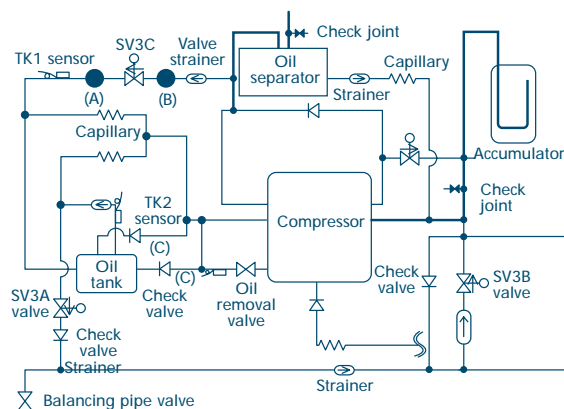 Check joint
SV3C
Valve
strainer
TK1 sensor
Oil
separator
Capillary
Strainer
(A)
(B)
Capillary
Accumulator
TK2
sensor
Check
joint
Compressor
(C)
(C)
Oil
tank
Check
valve
Oil
removal
valve
Check
valve
SV3B
valve
SV3A
valve
Check
valve
Strainer
Strainer
Balancing pipe valve